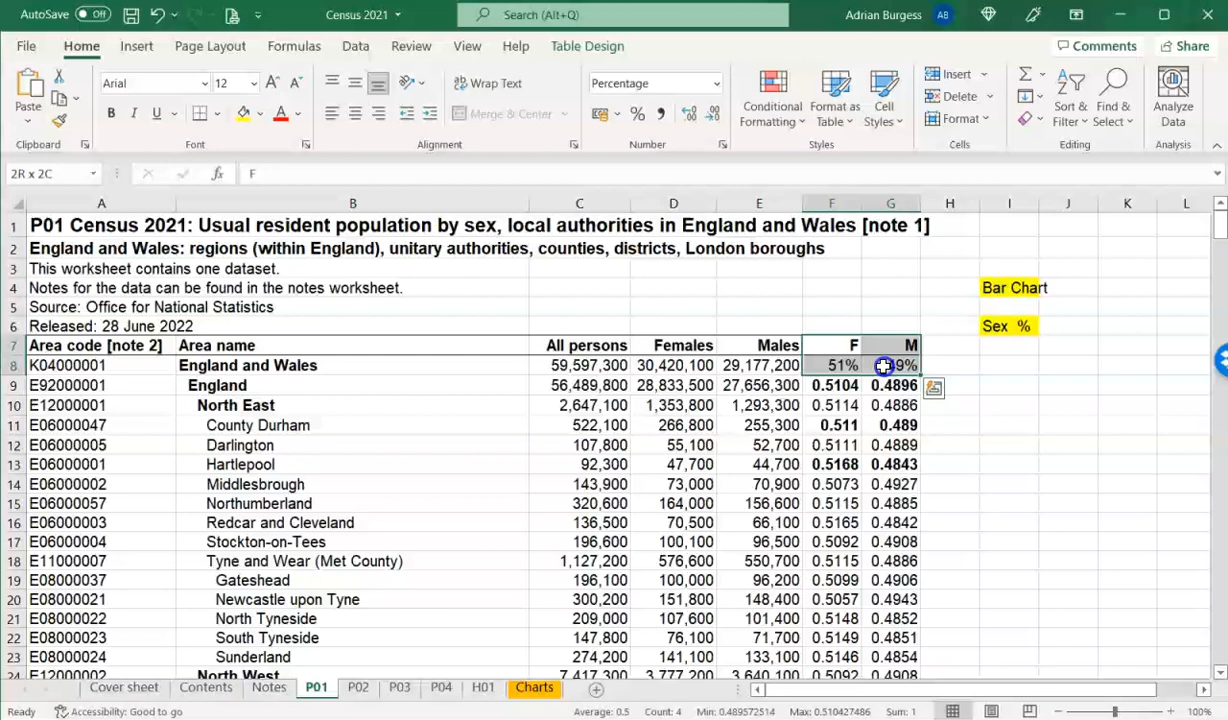 AutoSave Off Census 2021 Search (Alt+Q) Adrian Burgess AB
File Home Insert Page Layout Formulas Data Review View Help Table Design Comments Share
Paste Arial 12 A A Wrap Text Percentage Conditional Formatting Format as Table Cell Styles Insert Sort & Filter Find & Select Analyze Data
B I U A Merge & Center % Delete
Format
Clipboard Font Alignment Number Styles Cells Editing Analysis
2R x 2C fx F
A B C D E F G H I J K L
1 P01 Census 2021: Usual resident population by sex, local authorities in England and Wales [note 1]
2 England and Wales: regions (within England), unitary authorities, counties, districts, London boroughs
3 This worksheet contains one dataset.
4 Notes for the data can be found in the notes worksheet. Bar Chart
5 Source: Office for National Statistics
6 Released: 28 June 2022 Sex %
7 Area code [note 2] Area name All persons Females Males F M
8 K04000001 England and Wales 59,597,300 30,420,100 29,177,200 51% 49%
9 E92000001 England 56,489,800 28,833,500 27,656,300 0.5104 0.4896
10 E12000001 North East 2,647,100 1,353,800 1,293,300 0.5114 0.4886
11 E06000047 County Durham 522,100 266,800 255,300 0.511 0.489
12 E06000005 Darlington 107,800 55,100 52,700 0.5111 0.4889
13 E06000001 Hartlepool 92,300 47,700 44,700 0.5168 0.4843
14 E06000002 Middlesbrough 143,900 73,000 70,900 0.5073 0.4927
15 E06000057 Northumberland 320,600 164,000 156,600 0.5115 0.4885
16 E06000003 Redcar and Cleveland 136,500 70,500 66,100 0.5165 0.4842
17 E06000004 Stockton-on-Tees 196,600 100,100 96,500 0.5092 0.4908
18 E11000007 Tyne and Wear (Met County) 1,127,200 576,600 550,700 0.5115 0.4886
19 E08000037 Gateshead 196,100 100,000 96,200 0.5099 0.4906
20 E08000021 Newcastle upon Tyne 300,200 151,800 148,400 0.5057 0.4943
21 E08000022 North Tyneside 209,000 107,600 101,400 0.5148 0.4852
22 E08000023 South Tyneside 147,800 76,100 71,700 0.5149 0.4851
23 E08000024 Sunderland 274,200 141,100 133,100 0.5146 0.4854
24 E12000002 North West 7,417,300 3,777,200 3,640,100 0.5092
Cover sheet Contents Notes P01 P02 P03 P04 H01 Charts
Ready Accessibility: Good to go Average: 0.5 Count: 4 Min: 0.489572514 Max: 0.510427486 Sum: 1 100%